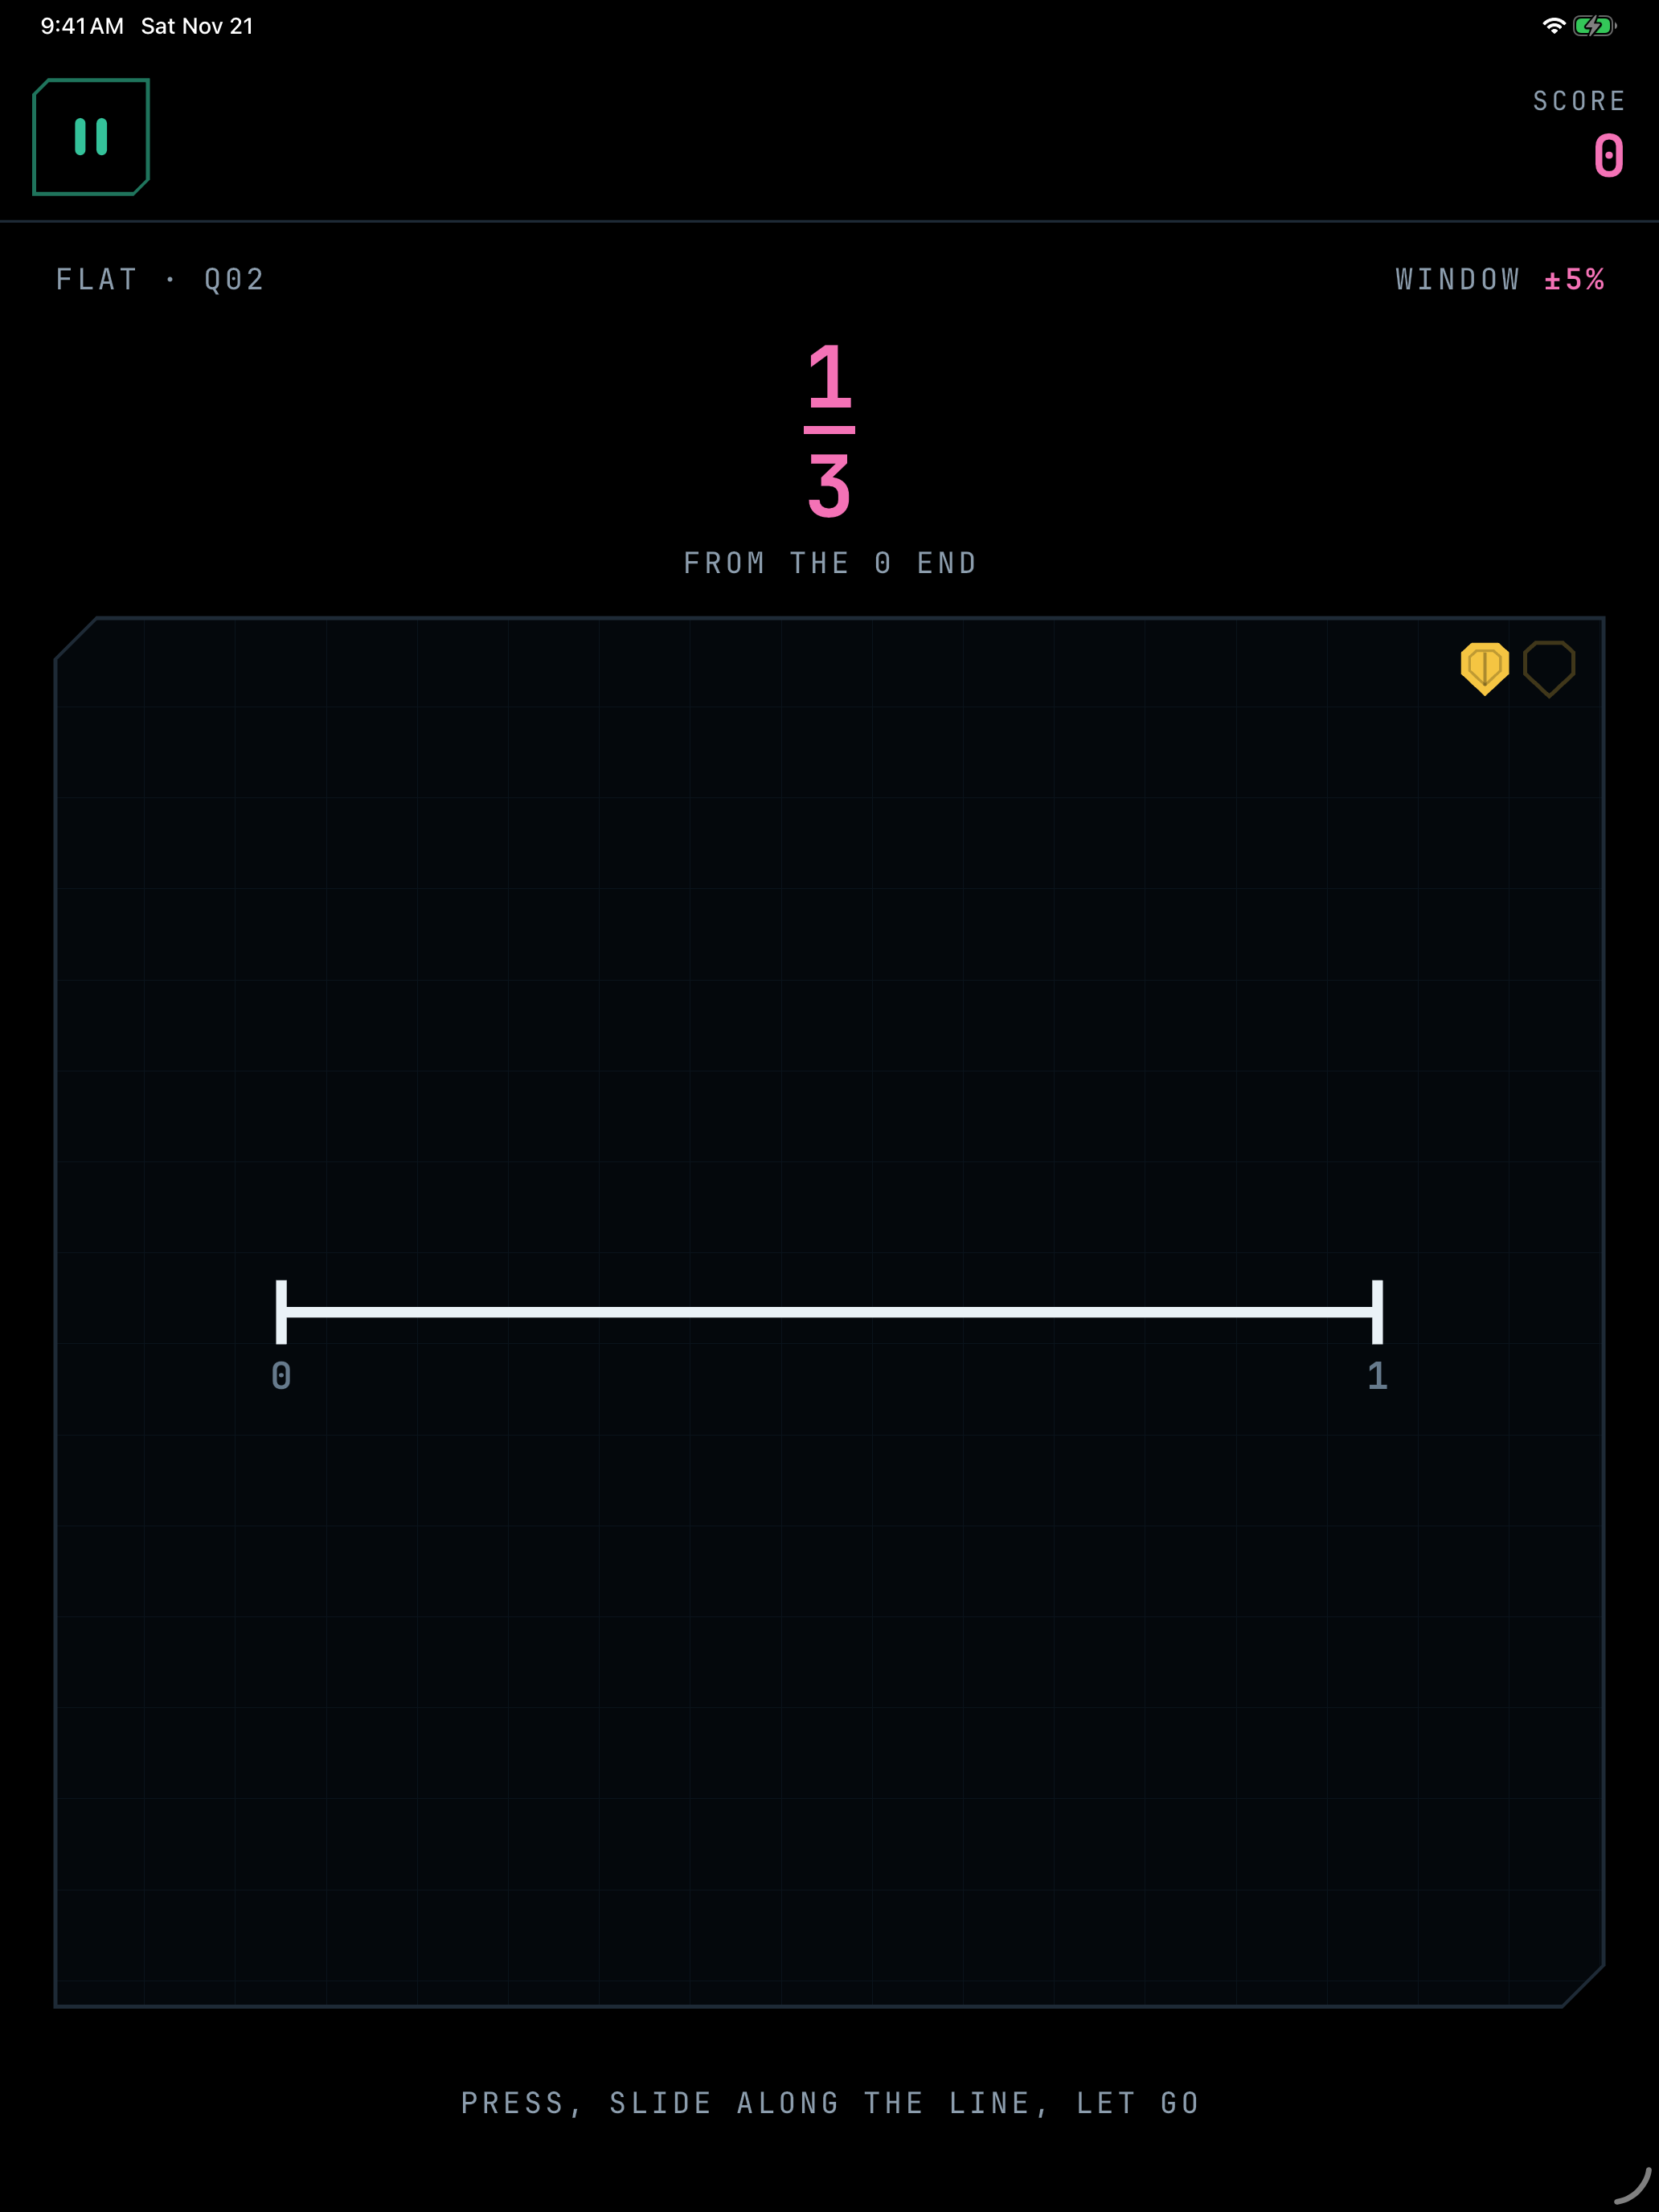 9:41 AM Sat Nov 21
SCORE
0
FLAT · Q02
WINDOW ±5%
1
3
FROM THE 0 END
0
1
PRESS, SLIDE ALONG THE LINE, LET GO